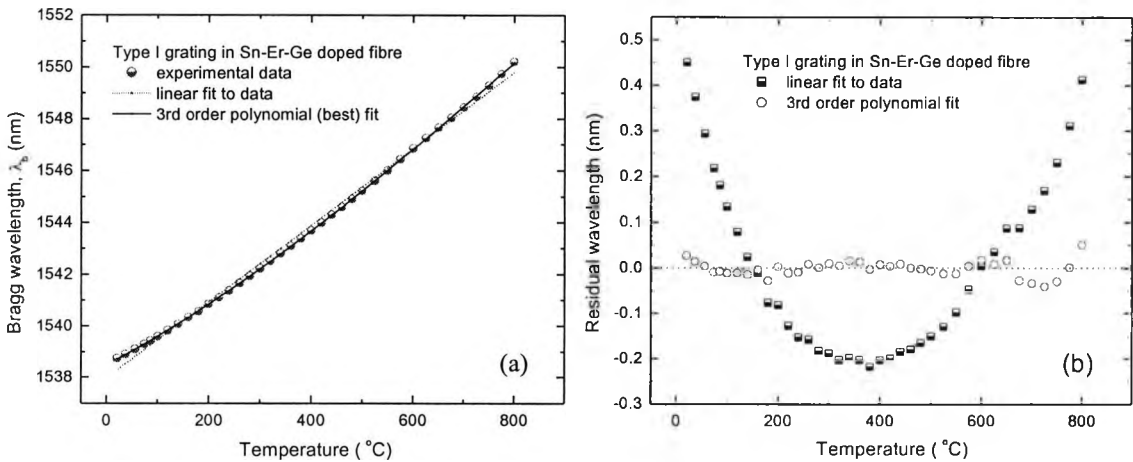 1552
1550
1548
1546
1544
1542
1540
1538
Bragg wavelength, λb (nm)
Type I grating in Sn-Er-Ge doped fibre
experimental data
linear fit to data
3rd order polynomial (best) fit
(a)
0
200
400
600
800
Temperature ( °C)
0.5
0.4
0.3
0.2
0.1
0.0
-0.1
-0.2
-0.3
Residual wavelength (nm)
Type I grating in Sn-Er-Ge doped fibre
linear fit to data
3rd order polynomial fit
(b)
0
200
400
600
800
Temperature ( °C)